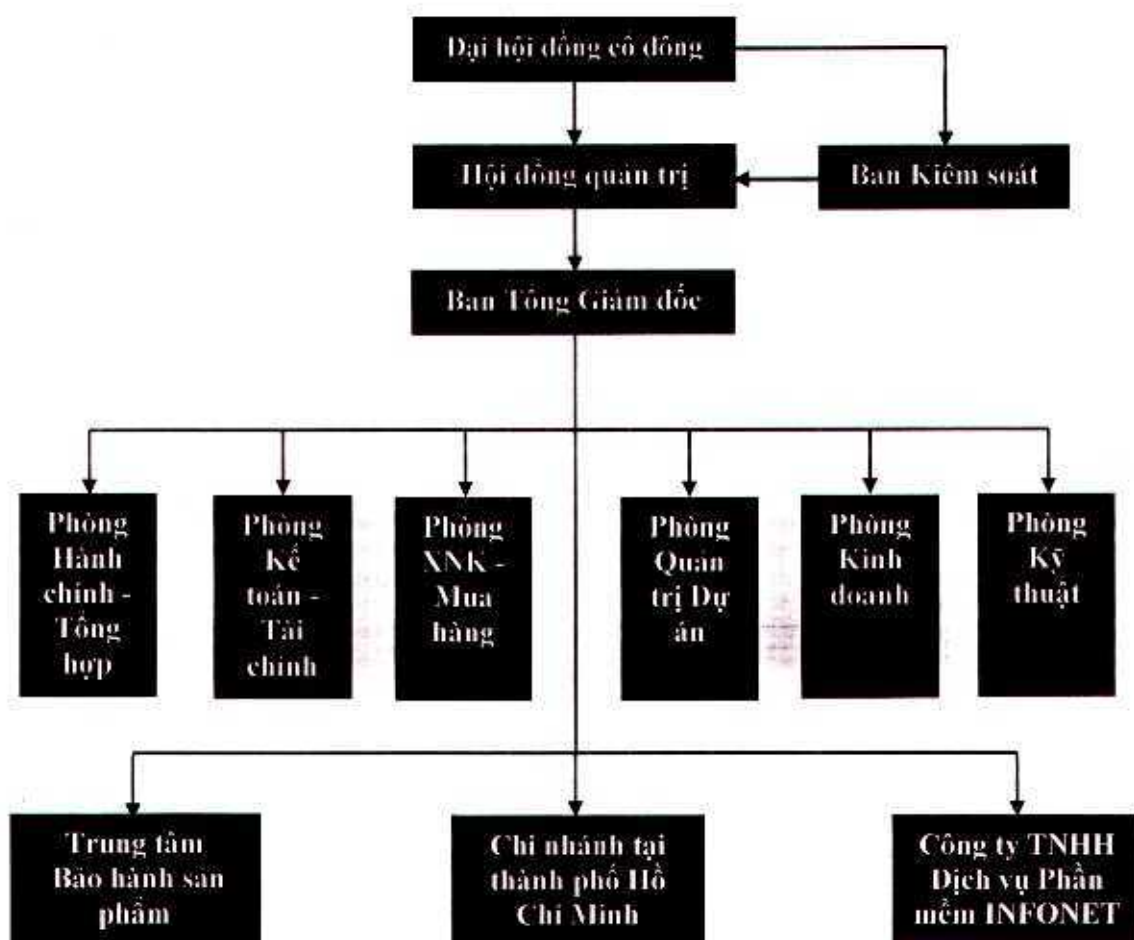 Đại hội đồng cổ đông
Hội đồng quản trị
Ban Kiểm soát
Ban Tổng Giám đốc
Phòng
Hành
chính -
Tổng
hợp
Phòng
Kế
toán -
Tài
chính
Phòng
XNK -
Mua
hàng
Phòng
Quản
trị Dự
án
Phòng
Kinh
doanh
Phòng
Kỹ
thuật
Trung tâm
Bảo hành sản
phẩm
Chi nhánh tại
thành phố Hồ
Chí Minh
Công ty TNHH
Dịch vụ Phần
mềm INFONET